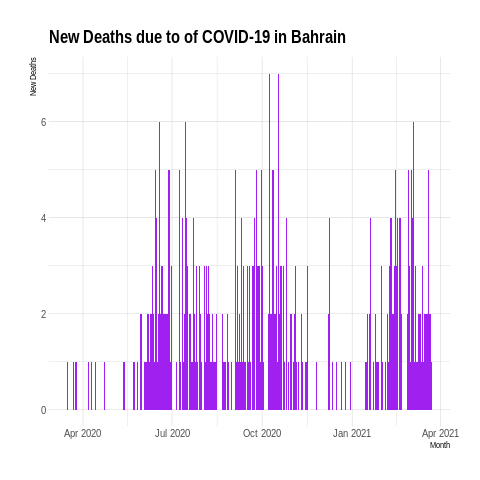 New Deaths due to of COVID-19 in Bahrain
New Deaths
6
4
2
0
Apr 2020 Jul 2020 Oct 2020 Jan 2021 Apr 2021
Month